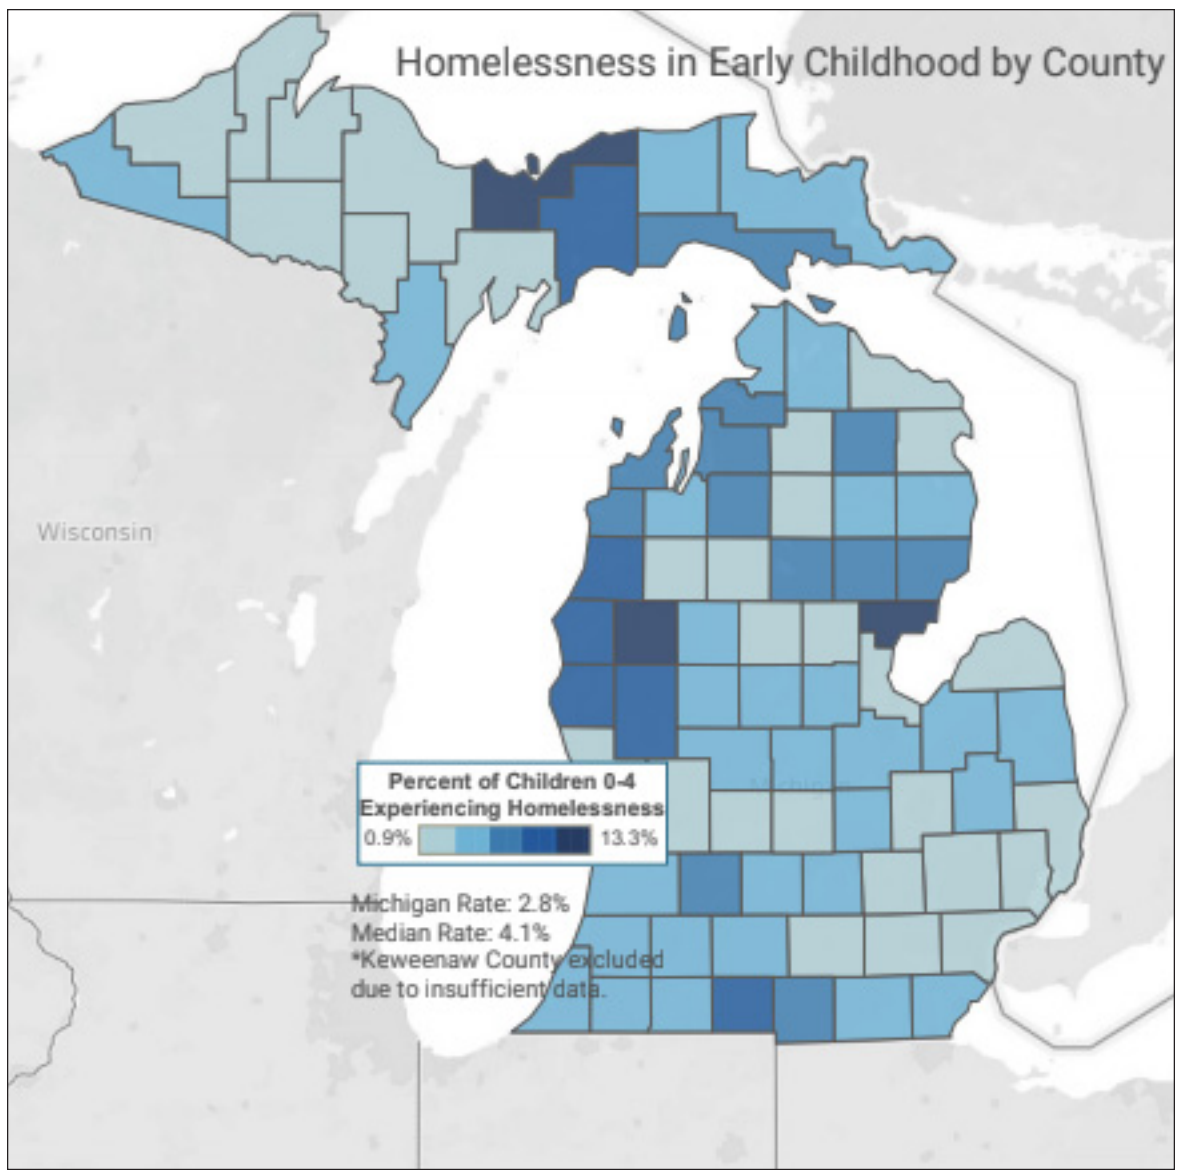 Homelessness in Early Childhood by County
Wisconsin
Michigan
Percent of Children 0-4
Experiencing Homelessness
0.9% 13.3%
Michigan Rate: 2.8%
Median Rate: 4.1%
*Keweenaw County excluded
due to insufficient data.